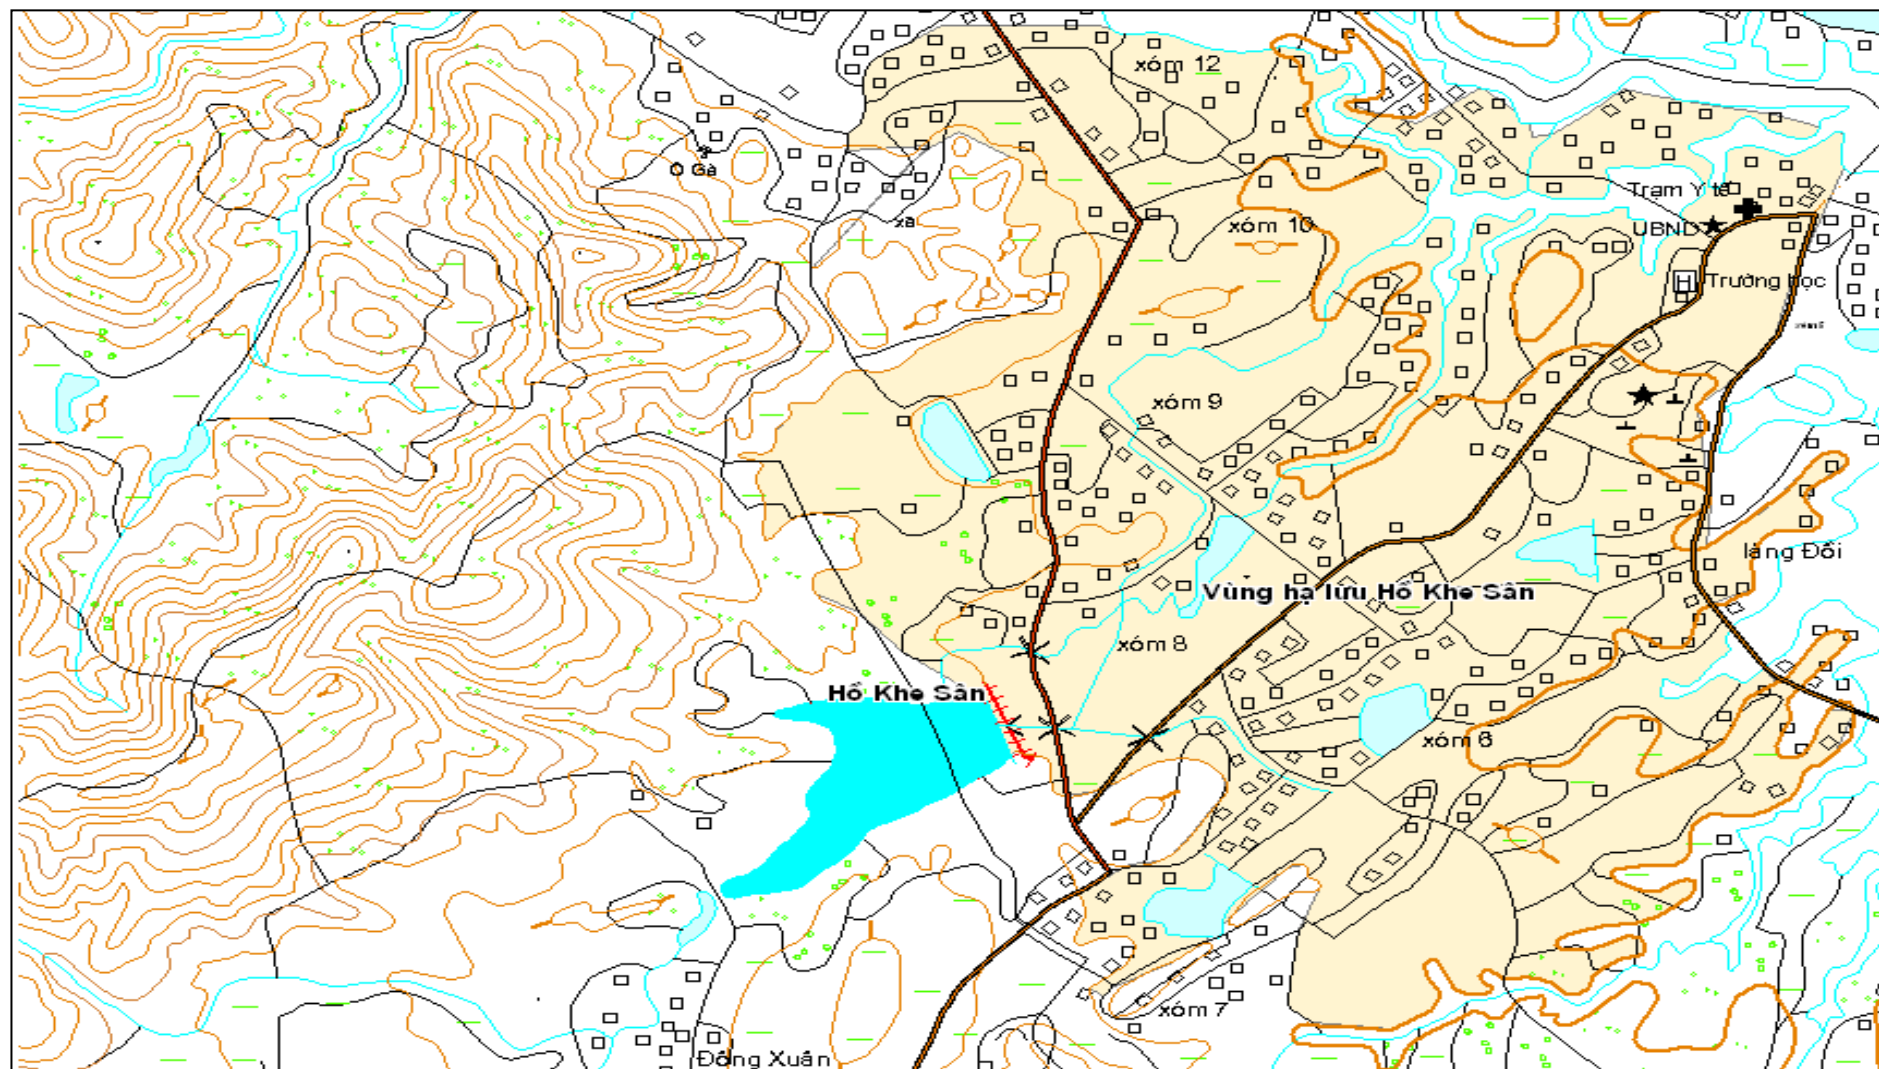 xóm 12
Ô Gà
Trạm Y tế
xã
xóm 10
UBND
H Trường học
xóm 9
làng Đồi
Vùng hạ lưu Hồ Khe Sân
xóm 8
Hồ Khe Sân
xóm 6
xóm 7
Đồng Xuân